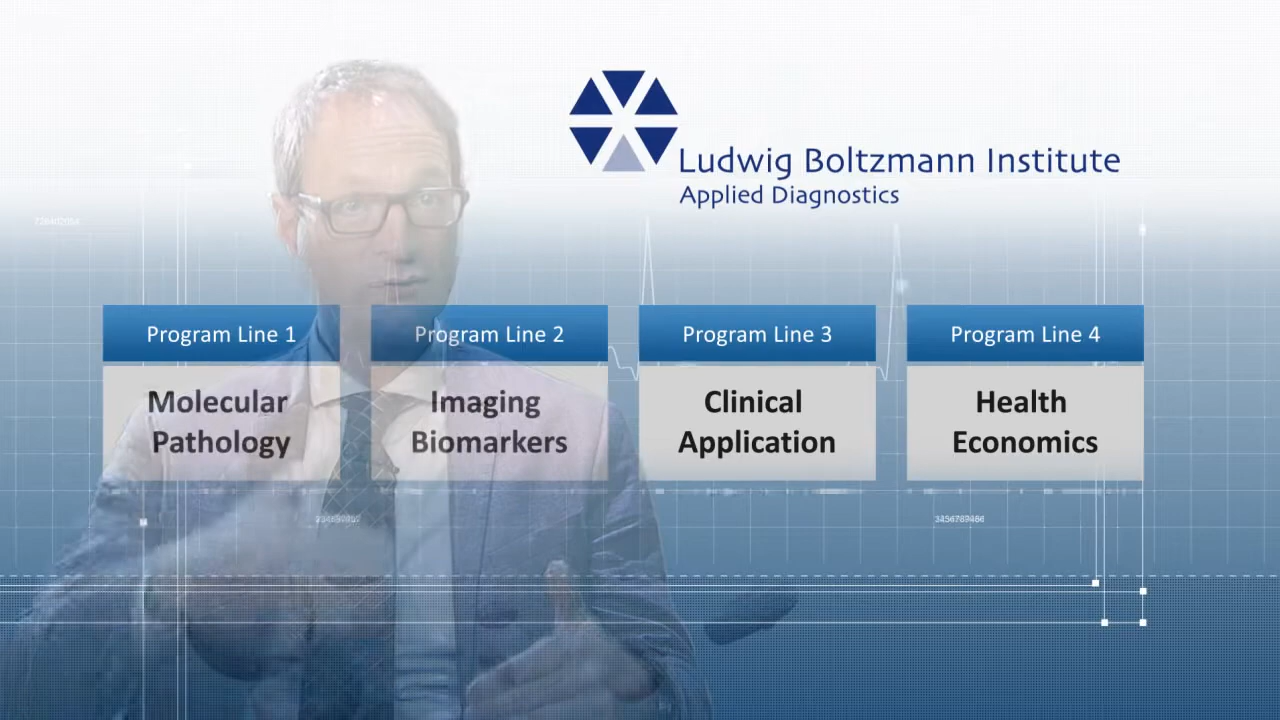 Ludwig Boltzmann Institute
Applied Diagnostics
Program Line 1
Molecular
Pathology
Program Line 2
Imaging
Biomarkers
Program Line 3
Clinical
Application
Program Line 4
Health
Economics
3456789486